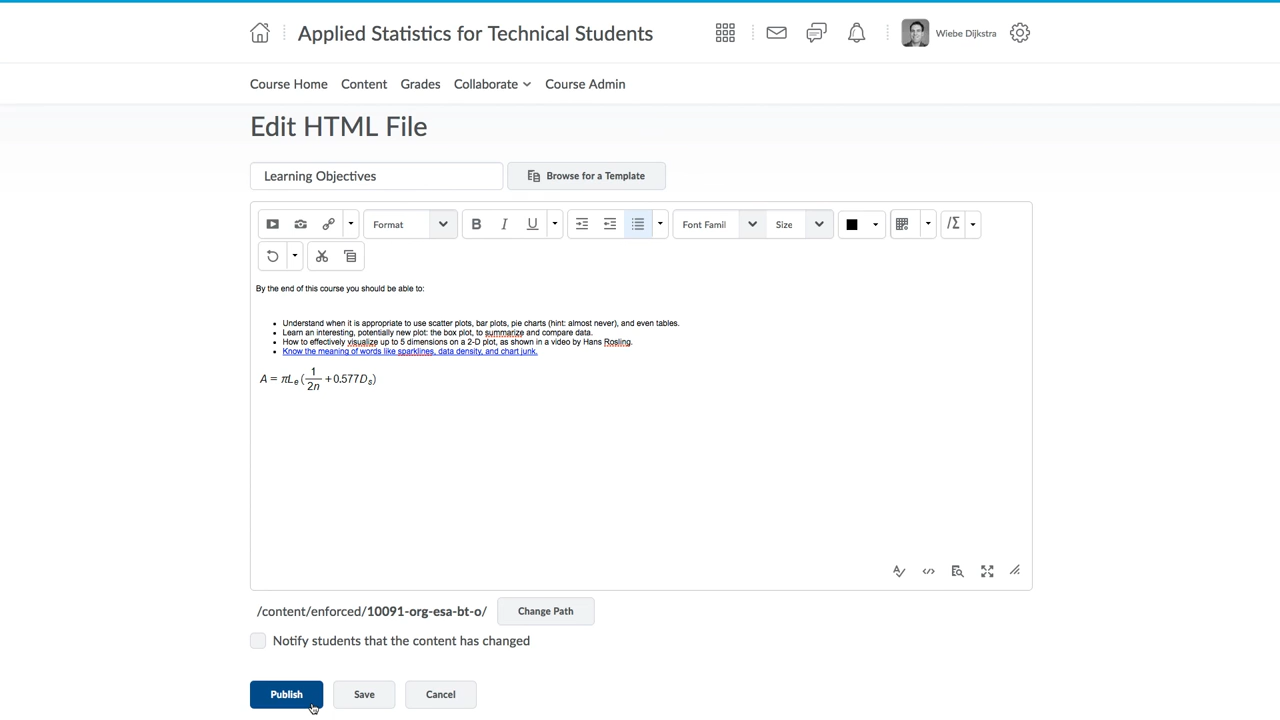 Applied Statistics for Technical Students
Wiebe Dijkstra
Course Home Content Grades Collaborate Course Admin
Edit HTML File
Learning Objectives Browse for a Template
Format B I U Font Famil Size /Σ
By the end of this course you should be able to:
Understand when it is appropriate to use scatter plots, bar plots, pie charts (hint: almost never), and even tables.
Learn an interesting, potentially new plot: the box plot, to summarize and compare data.
How to effectively visualize up to 5 dimensions on a 2-D plot, as shown in a video by Hans Rosling.
Know the meaning of words like sparklines, data density, and chart junk.
A = πLₑ(1/2n +0.577Dₛ)
/content/enforced/10091-org-esa-bt-o/ Change Path
Notify students that the content has changed
Publish Save Cancel